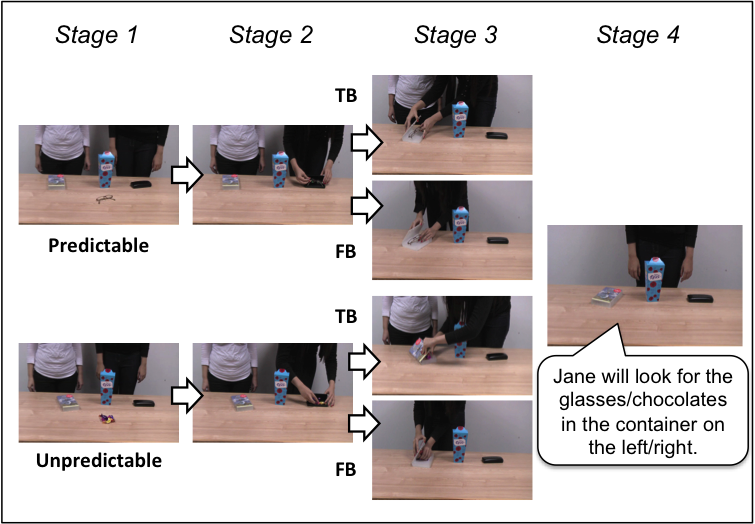 Stage 1 Stage 2 Stage 3 Stage 4
TB
Predictable
FB
TB
Unpredictable
FB
Jane will look for the
glasses/chocolates
in the container on
the left/right.